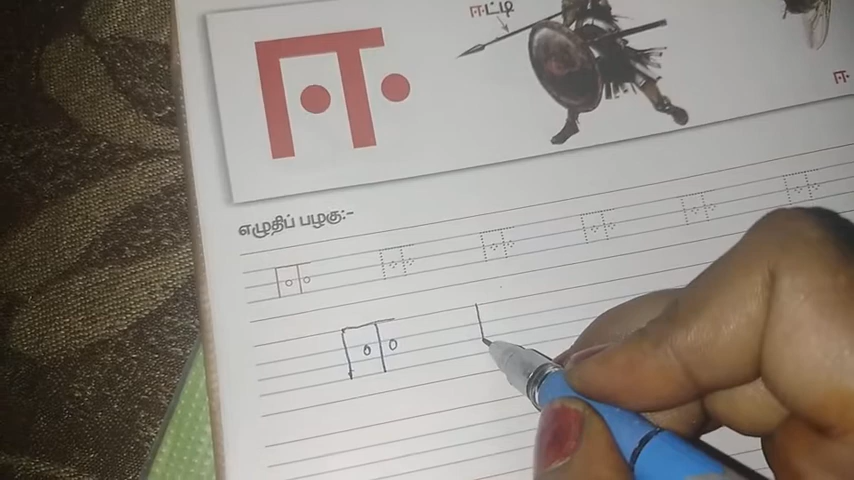 ஈட்டி
ஈ
ஈ
எழுதிப் பழகு:-
ஈ ஈ ஈ ஈ ஈ ஈ
ஈ